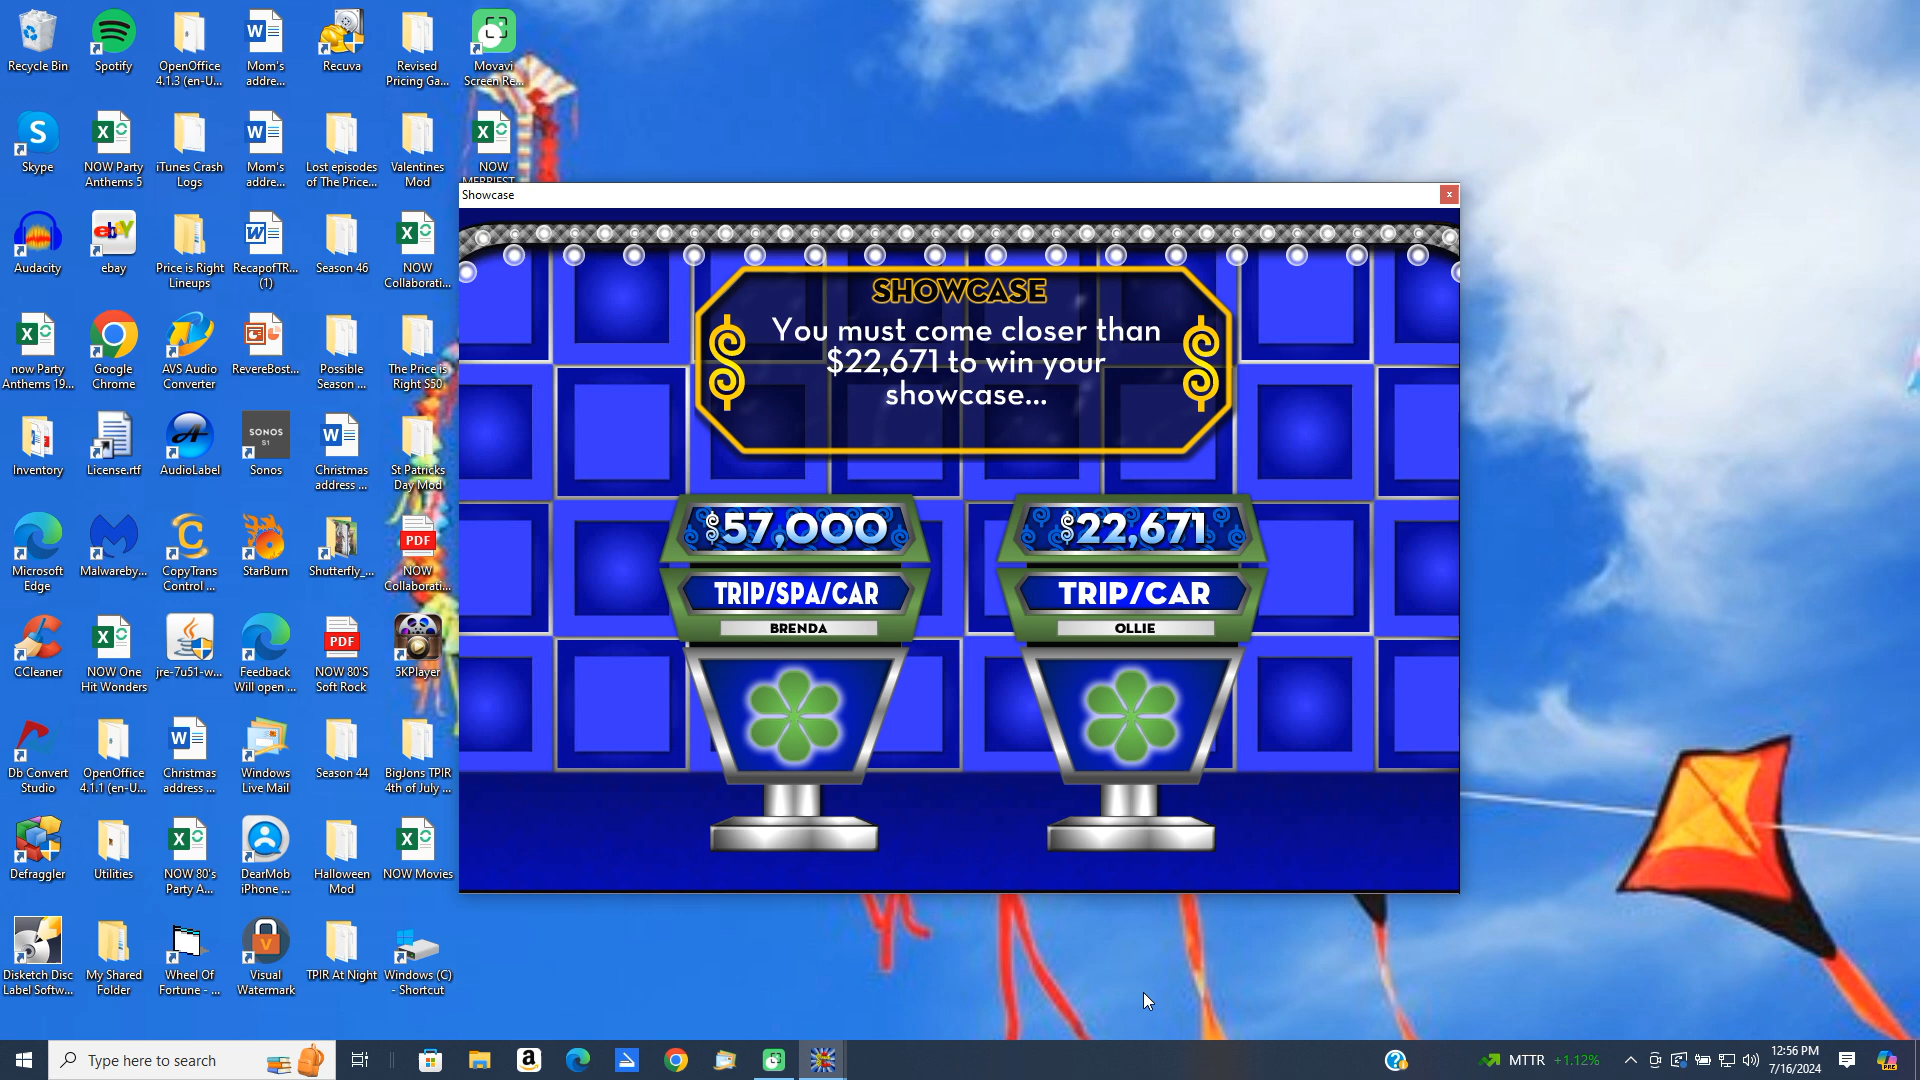 Recycle Bin
Spotify
OpenOffice
4.1.3 (en-U...
Mom's
addre...
Recuva
Revised
Pricing Ga...
Movavi
Screen Re...
Skype
NOW Party
Anthems 5
iTunes Crash
Logs
Mom's
addre...
Lost episodes
of The Price...
Valentines
Mod
NOW
MERRIEST
Audacity
ebay
Price is Right
Lineups
RecapofTR...
(1)
Season 46
NOW
Collaborati...
now Party
Anthems 19...
Google
Chrome
AVS Audio
Converter
RevereBost...
Possible
Season ...
The Price is
Right S50
Inventory
License.rtf
AudioLabel
SONOS
S1
Sonos
Christmas
address ...
St Patricks
Day Mod
Microsoft
Edge
Malwareby...
CopyTrans
Control ...
StarBurn
Shutterfly_...
PDF
NOW
Collaborati...
CCleaner
NOW One
Hit Wonders
jre-7u51-w...
Feedback
Will open ...
PDF
NOW 80'S
Soft Rock
5KPlayer
Db Convert
Studio
OpenOffice
4.1.1 (en-U...
Christmas
address ...
Windows
Live Mail
Season 44
BigJons TPIR
4th of July ...
Defraggler
Utilities
NOW 80's
Party A...
DearMob
iPhone ...
Halloween
Mod
NOW Movies
Disketch Disc
Label Softw...
My Shared
Folder
Wheel Of
Fortune - ...
Visual
Watermark
TPIR At Night
Windows (C)
- Shortcut
Showcase
SHOWCASE
You must come closer than
$22,671 to win your
showcase...
$57,000
TRIP/SPA/CAR
BRENDA
$22,671
TRIP/CAR
OLLIE
Type here to search
MTTR +1.12%
12:56 PM
7/16/2024